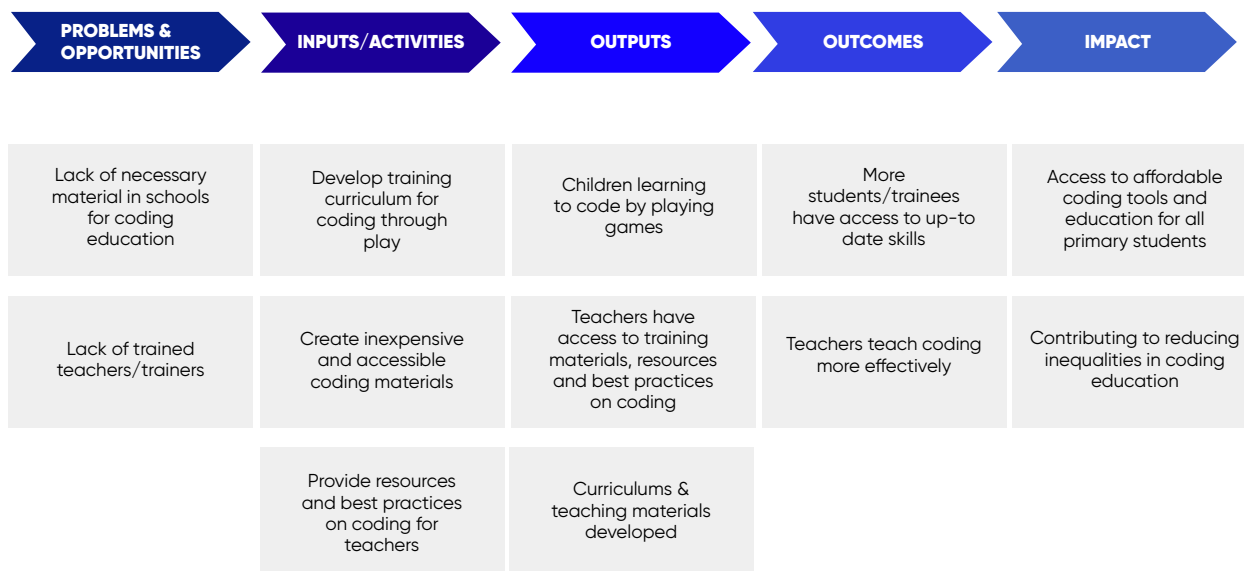 PROBLEMS &
OPPORTUNITIES
INPUTS/ACTIVITIES
OUTPUTS
OUTCOMES
IMPACT
Lack of necessary
material in schools
for coding
education
Develop training
curriculum for
coding through
play
Children learning
to code by playing
games
More
students/trainees
have access to up-to
date skills
Access to affordable
coding tools and
education for all
primary students
Lack of trained
teachers/trainers
Create inexpensive
and accessible
coding materials
Teachers have
access to training
materials, resources
and best practices
on coding
Teachers teach coding
more effectively
Contributing to reducing
inequalities in coding
education
Provide resources
and best practices
on coding for
teachers
Curriculums &
teaching materials
developed